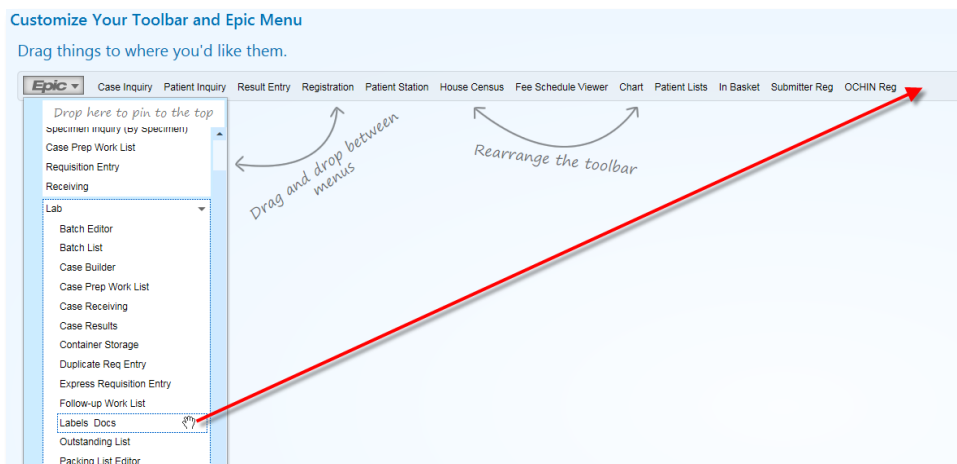 Customize Your Toolbar and Epic Menu
Drag things to where you'd like them.
Epic Case Inquiry Patient Inquiry Result Entry Registration Patient Station House Census Fee Schedule Viewer Chart Patient Lists In Basket Submitter Reg OCHIN Reg
Drop here to pin to the top
Specimen Inquiry (By Specimen)
Case Prep Work List
Requisition Entry
Receiving
Drag and drop between
menus
Rearrange the toolbar
Lab
Batch Editor
Batch List
Case Builder
Case Prep Work List
Case Receiving
Case Results
Container Storage
Duplicate Req Entry
Express Requisition Entry
Follow-up Work List
Labels Docs
Outstanding List
Packing List Editor